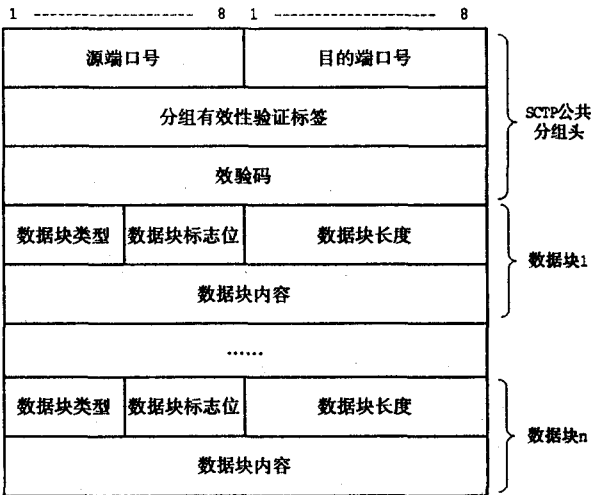 1 ---------------- 8 1 ---------------- 8
源端口号 目的端口号
分组有效性验证标签
效验码
SCTP公共
分组头
数据块类型 数据块标志位 数据块长度
数据块内容
数据块1
……
数据块类型 数据块标志位 数据块长度
数据块内容
数据块n